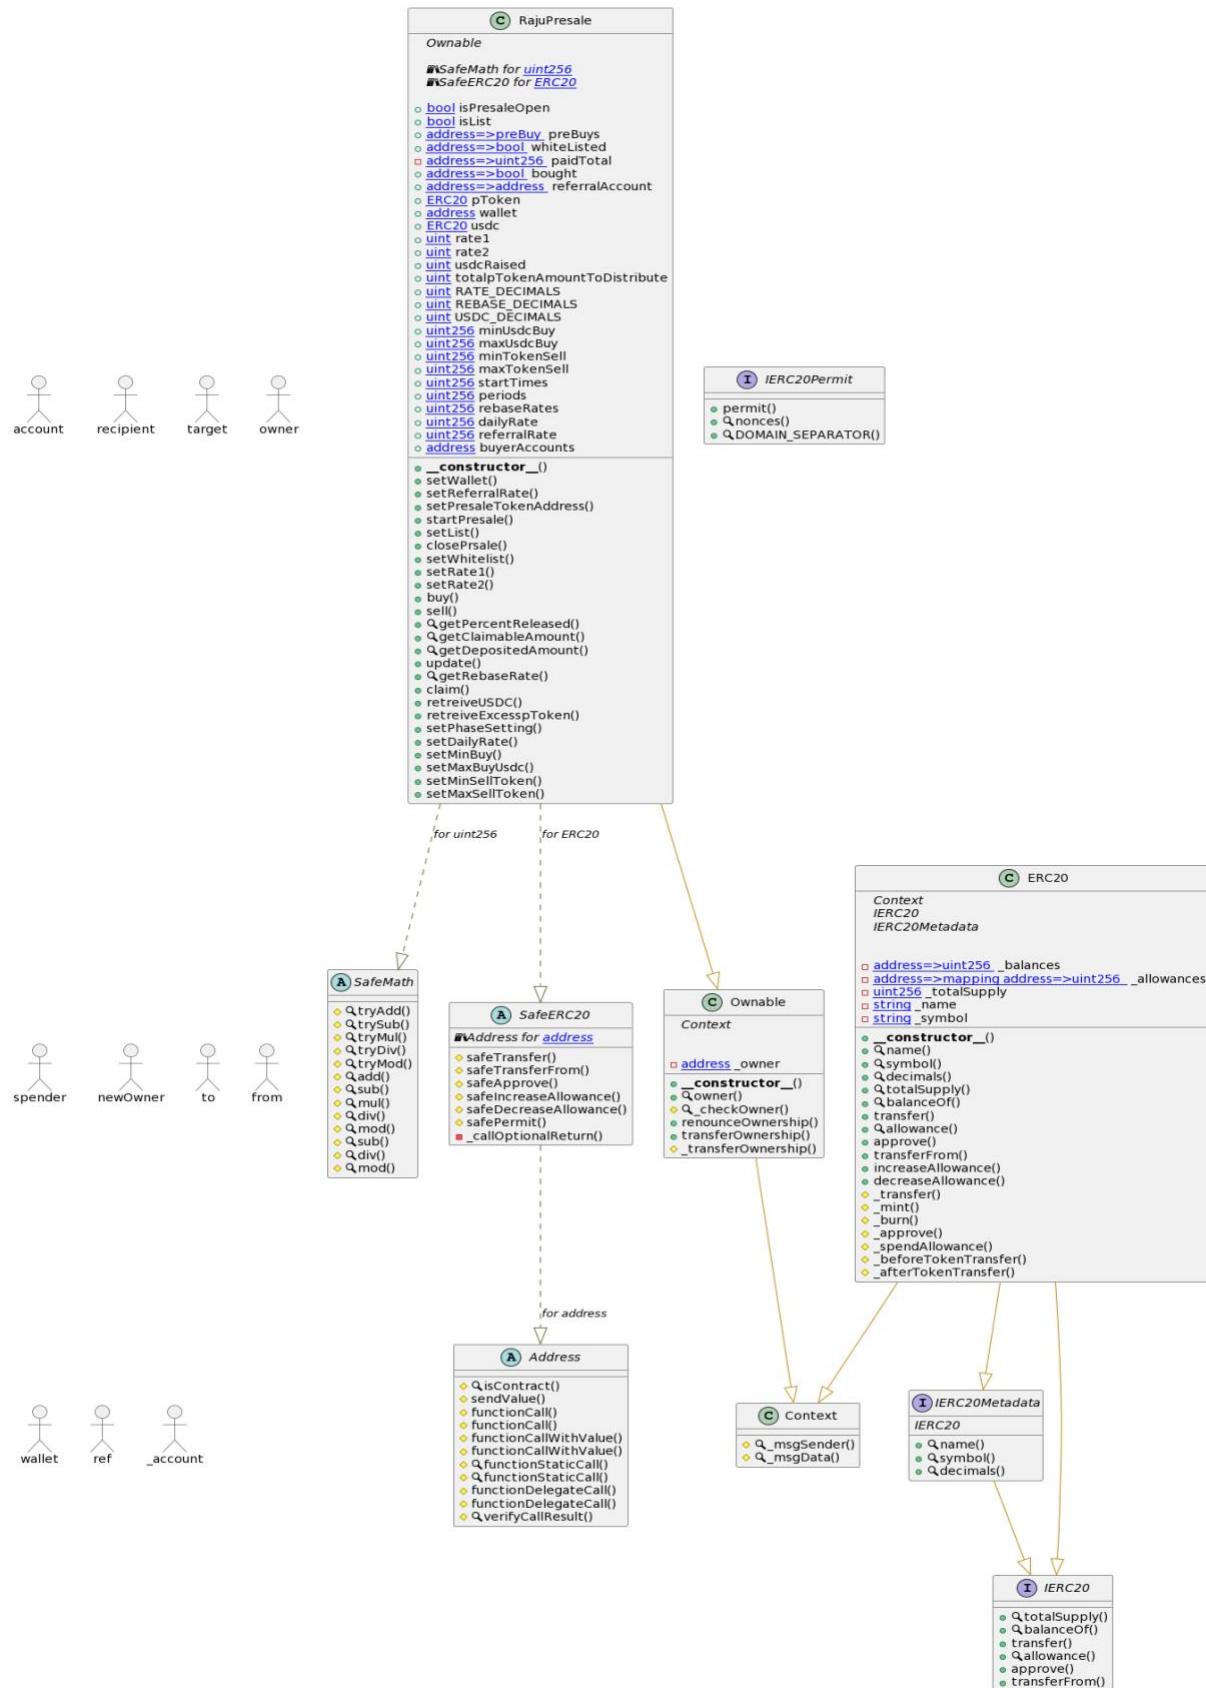 C RajuPresale
Ownable
SafeMath for uint256
SafeERC20 for ERC20
bool isPresaleOpen
bool isList
address=>preBuy preBuys
address=>bool whiteListed
address=>uint256 paidTotal
address=>bool bought
address=>address referralAccount
ERC20 pToken
address wallet
ERC20 usdc
uint rate1
uint rate2
uint usdcRaised
uint totalpTokenAmountToDistribute
uint RATE_DECIMALS
uint REBASE_DECIMALS
uint USDC_DECIMALS
uint256 minUsdcBuy
uint256 maxUsdcBuy
uint256 minTokenSell
uint256 maxTokenSell
uint256 startTimes
uint256 periods
uint256 rebaseRates
uint256 dailyRate
uint256 referralRate
address buyerAccounts
__constructor__()
setWallet()
setReferralRate()
setPresaleTokenAddress()
startPresale()
setList()
closePrsale()
setWhitelist()
setRate1()
setRate2()
buy()
sell()
getPercentReleased()
getClaimableAmount()
getDepositedAmount()
update()
getRebaseRate()
claim()
retreiveUSDC()
retreiveExcesspToken()
setPhaseSetting()
setDailyRate()
setMinBuy()
setMaxBuyUsdc()
setMinSellToken()
setMaxSellToken()
account
recipient
target
owner
I IERC20Permit
permit()
nonces()
DOMAIN_SEPARATOR()
for uint256
for ERC20
A SafeMath
tryAdd()
trySub()
tryMul()
tryDiv()
tryMod()
add()
sub()
mul()
div()
mod()
sub()
div()
mod()
A SafeERC20
Address for address
safeTransfer()
safeTransferFrom()
safeApprove()
safeIncreaseAllowance()
safeDecreaseAllowance()
safePermit()
_callOptionalReturn()
C Ownable
Context
address _owner
__constructor__()
owner()
_checkOwner()
renounceOwnership()
transferOwnership()
_transferOwnership()
C ERC20
Context
IERC20
IERC20Metadata
address=>uint256 _balances
address=>mapping address=>uint256 _allowances
uint256 _totalSupply
string _name
string _symbol
__constructor__()
name()
symbol()
decimals()
totalSupply()
balanceOf()
transfer()
allowance()
approve()
transferFrom()
increaseAllowance()
decreaseAllowance()
_transfer()
_mint()
_burn()
_approve()
_spendAllowance()
_beforeTokenTransfer()
_afterTokenTransfer()
spender
newOwner
to
from
for address
A Address
isContract()
sendValue()
functionCall()
functionCall()
functionCallWithValue()
functionCallWithValue()
functionStaticCall()
functionStaticCall()
functionDelegateCall()
functionDelegateCall()
verifyCallResult()
C Context
_msgSender()
_msgData()
I IERC20Metadata
IERC20
name()
symbol()
decimals()
wallet
ref
_account
I IERC20
totalSupply()
balanceOf()
transfer()
allowance()
approve()
transferFrom()